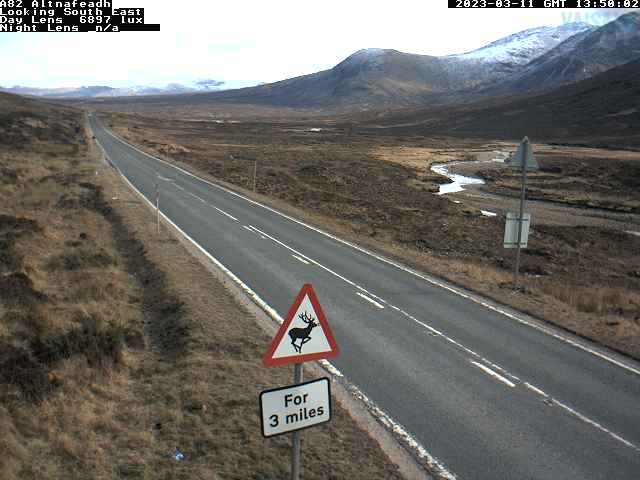 A82 Altnafeadh
Looking South East
Day Lens 6897 lux
Night Lens n/a
2023-03-11 GMT 13:50:02
VAISALA
For
3 miles